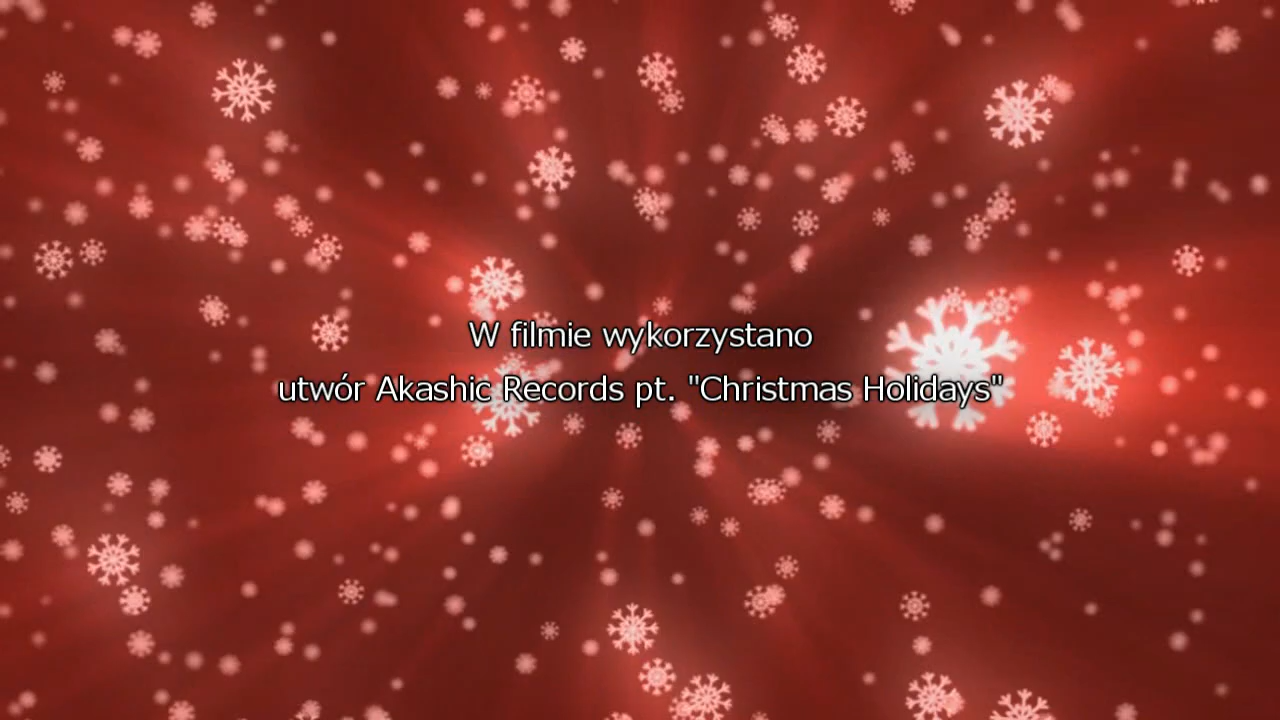 W filmie wykorzystano
utwór Akashic Records pt. "Christmas Holidays"